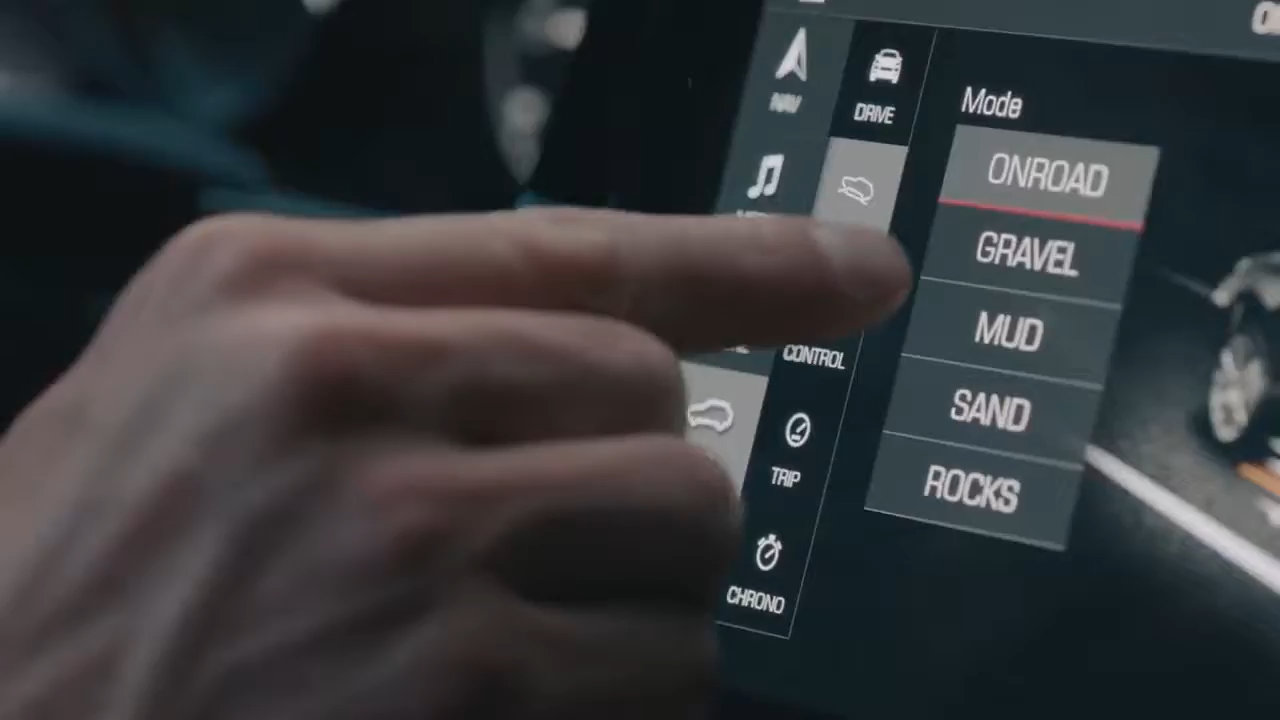 NAV
DRIVE
Mode
ONROAD
GRAVEL
MUD
SAND
ROCKS
CONTROL
TRIP
CHRONO